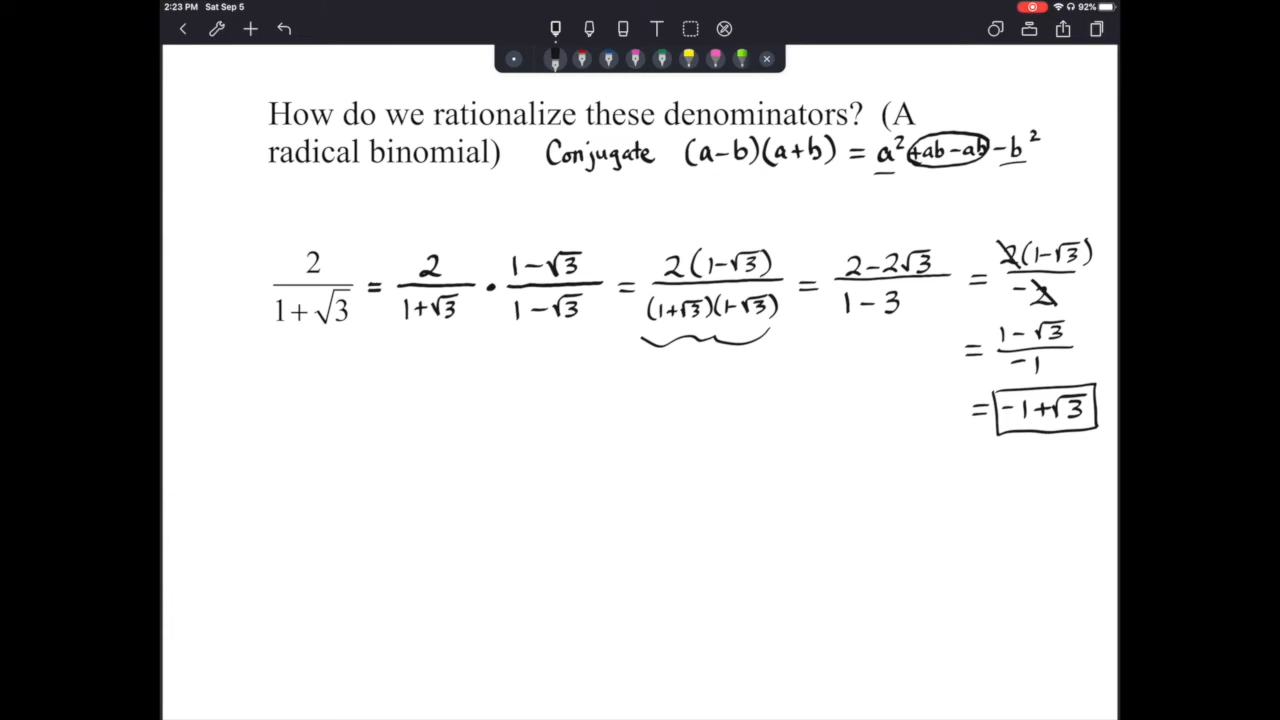 2:23 PM Sat Sep 5 92%
How do we rationalize these denominators? (A
radical binomial) Conjugate (a-b)(a+b) = a² +ab-ab -b²
2/(1+√3) = 2/(1+√3) • (1-√3)/(1-√3) = 2(1-√3)/((1+√3)(1-√3)) = (2-2√3)/(1-3) = 2(1-√3)/-2
= (1-√3)/-1
= -1+√3